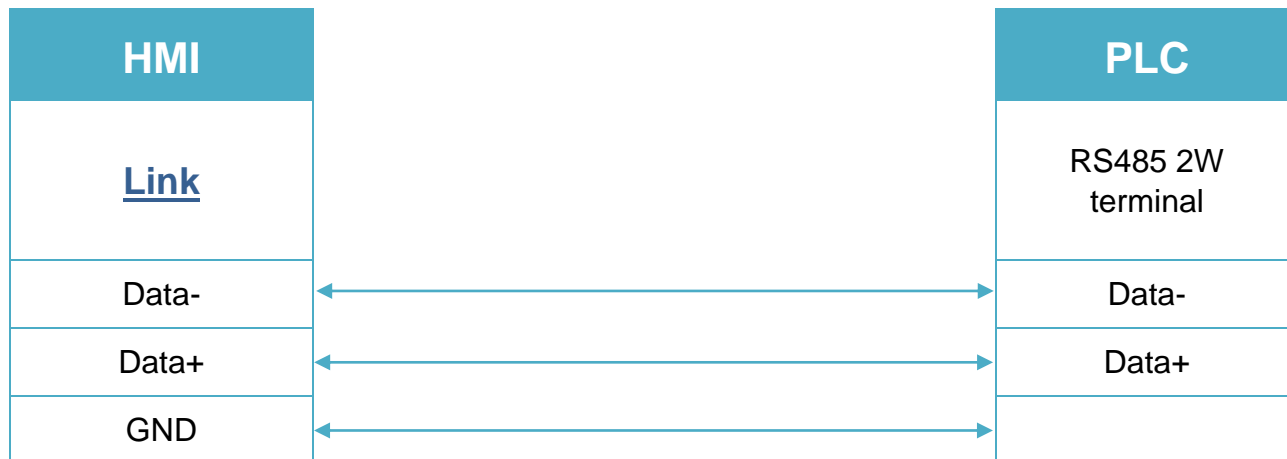 HMI
PLC
Link
RS485 2W
terminal
Data-
Data-
Data+
Data+
GND